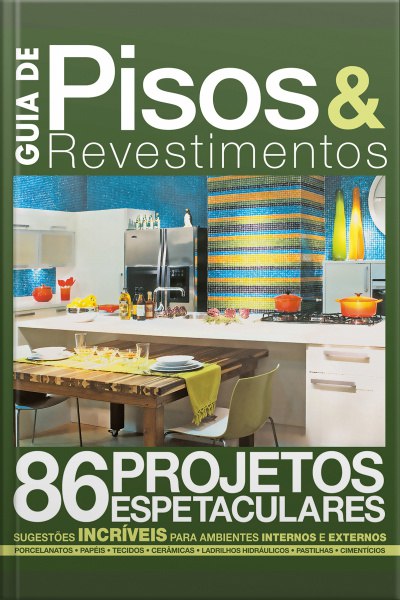 GUIA DE
Pisos &
Revestimentos
86 PROJETOS
ESPETACULARES
SUGESTÕES INCRÍVEIS PARA AMBIENTES INTERNOS E EXTERNOS
PORCELANATOS • PAPÉIS • TECIDOS • CERÂMICAS • LADRILHOS HIDRÁULICOS • PASTILHAS • CIMENTÍCIOS